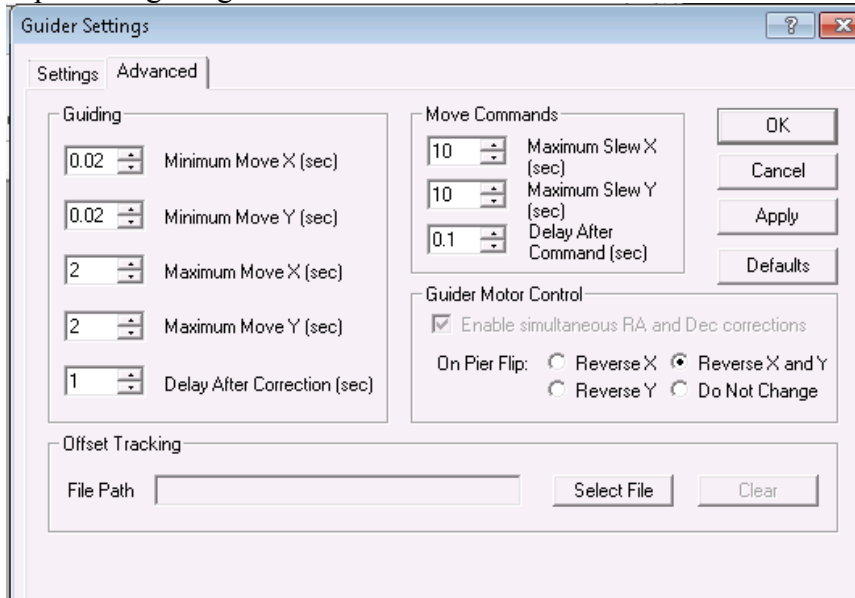 Guider Settings
Settings Advanced
Guiding
0.02 Minimum Move X (sec)
0.02 Minimum Move Y (sec)
2 Maximum Move X (sec)
2 Maximum Move Y (sec)
1 Delay After Correction (sec)
Move Commands
10 Maximum Slew X
(sec)
10 Maximum Slew Y
(sec)
0.1 Delay After
Command (sec)
OK
Cancel
Apply
Defaults
Guider Motor Control
Enable simultaneous RA and Dec corrections
On Pier Flip: Reverse X Reverse X and Y
Reverse Y Do Not Change
Offset Tracking
File Path Select File Clear